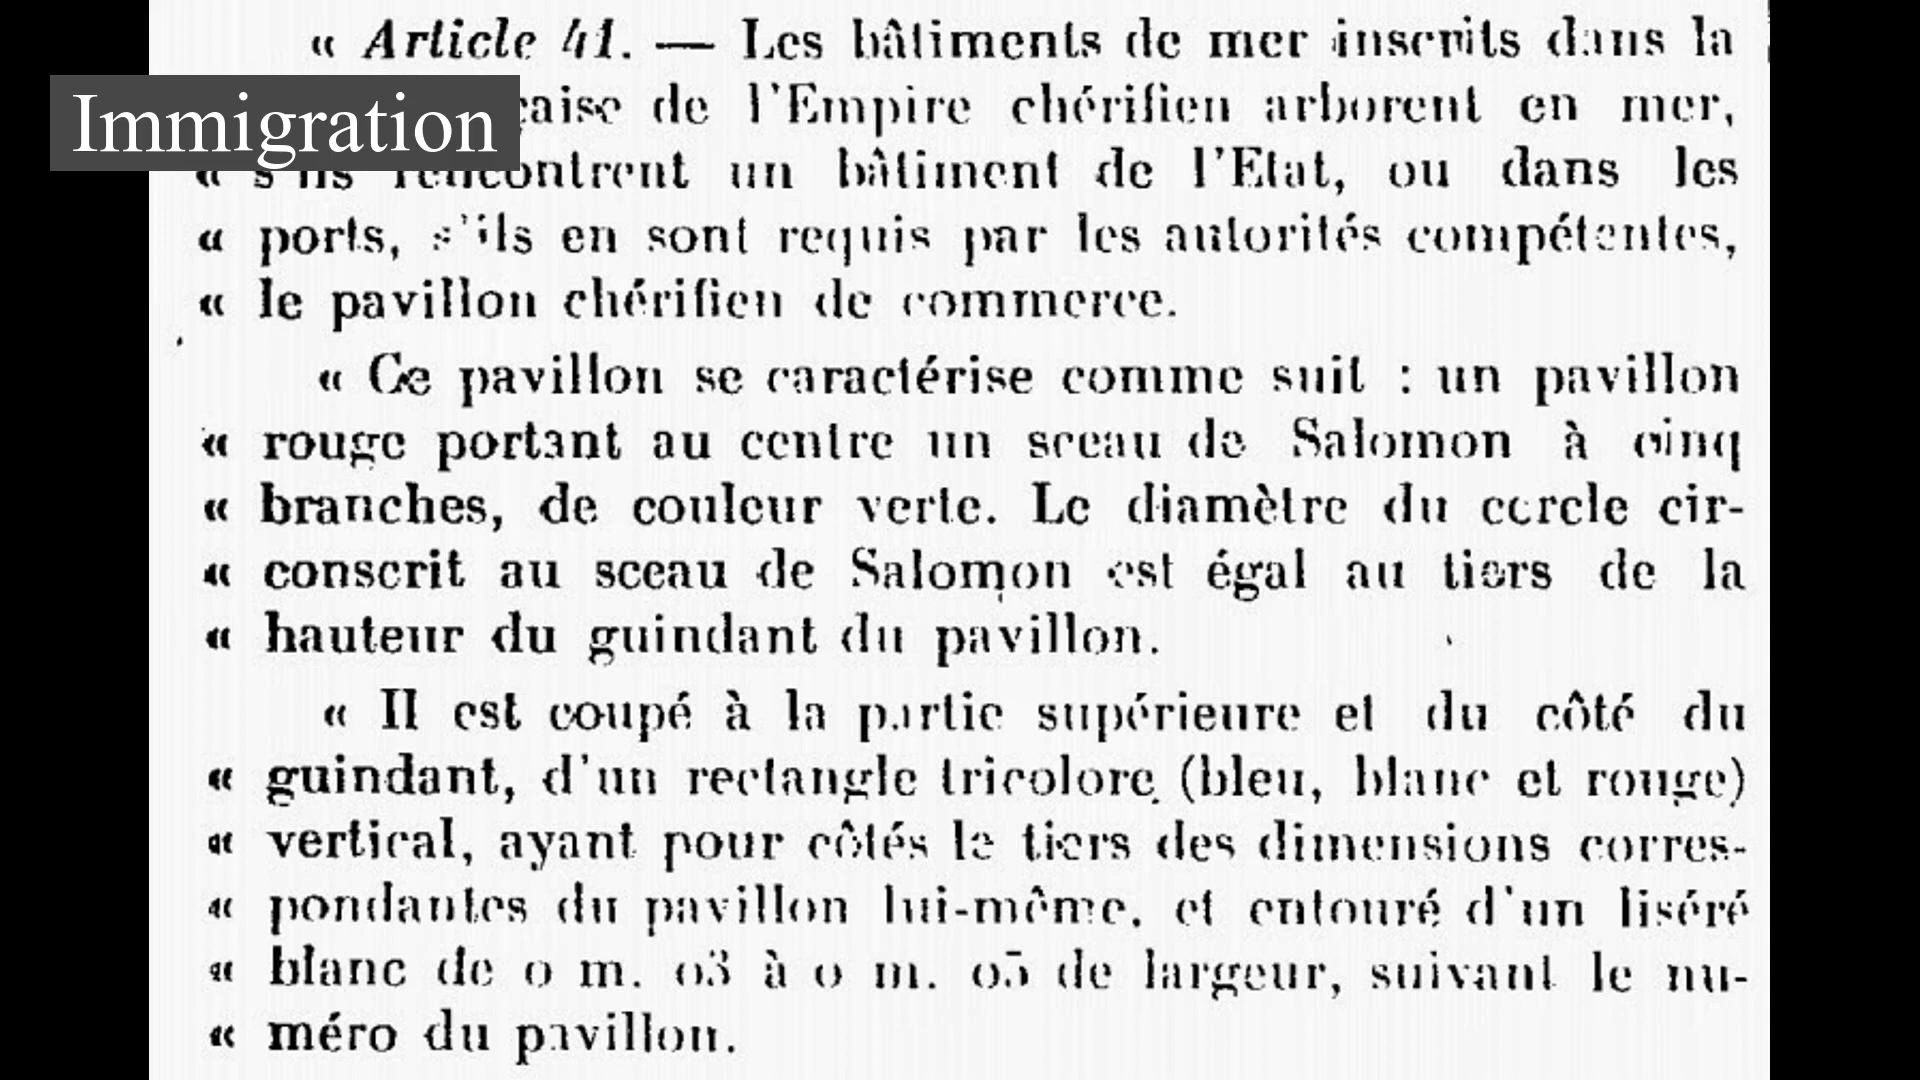 « Article 41. — Les bâtiments de mer inscrits dans la
Immigration
çaise de l'Empire chérifien arborent en mer,
« s'ils rencontrent un bâtiment de l'Etat, ou dans les
« ports, s'ils en sont requis par les autorités compétentes,
« le pavillon chérifien de commerce.
« Ce pavillon se caractérise comme suit : un pavillon
« rouge portant au centre un sceau de Salomon à cinq
« branches, de couleur verte. Le diamètre du cercle cir-
« conscrit au sceau de Salomon est égal au tiers de la
« hauteur du guindant du pavillon.
« Il est coupé à la partie supérieure et du côté du
« guindant, d'un rectangle tricolore (bleu, blanc et rouge)
« vertical, ayant pour côtés le tiers des dimensions corres-
« pondantes du pavillon lui-même, et entouré d'un liséré
« blanc de o m. o3 à o m. o5 de largeur, suivant le nu-
« méro du pavillon.